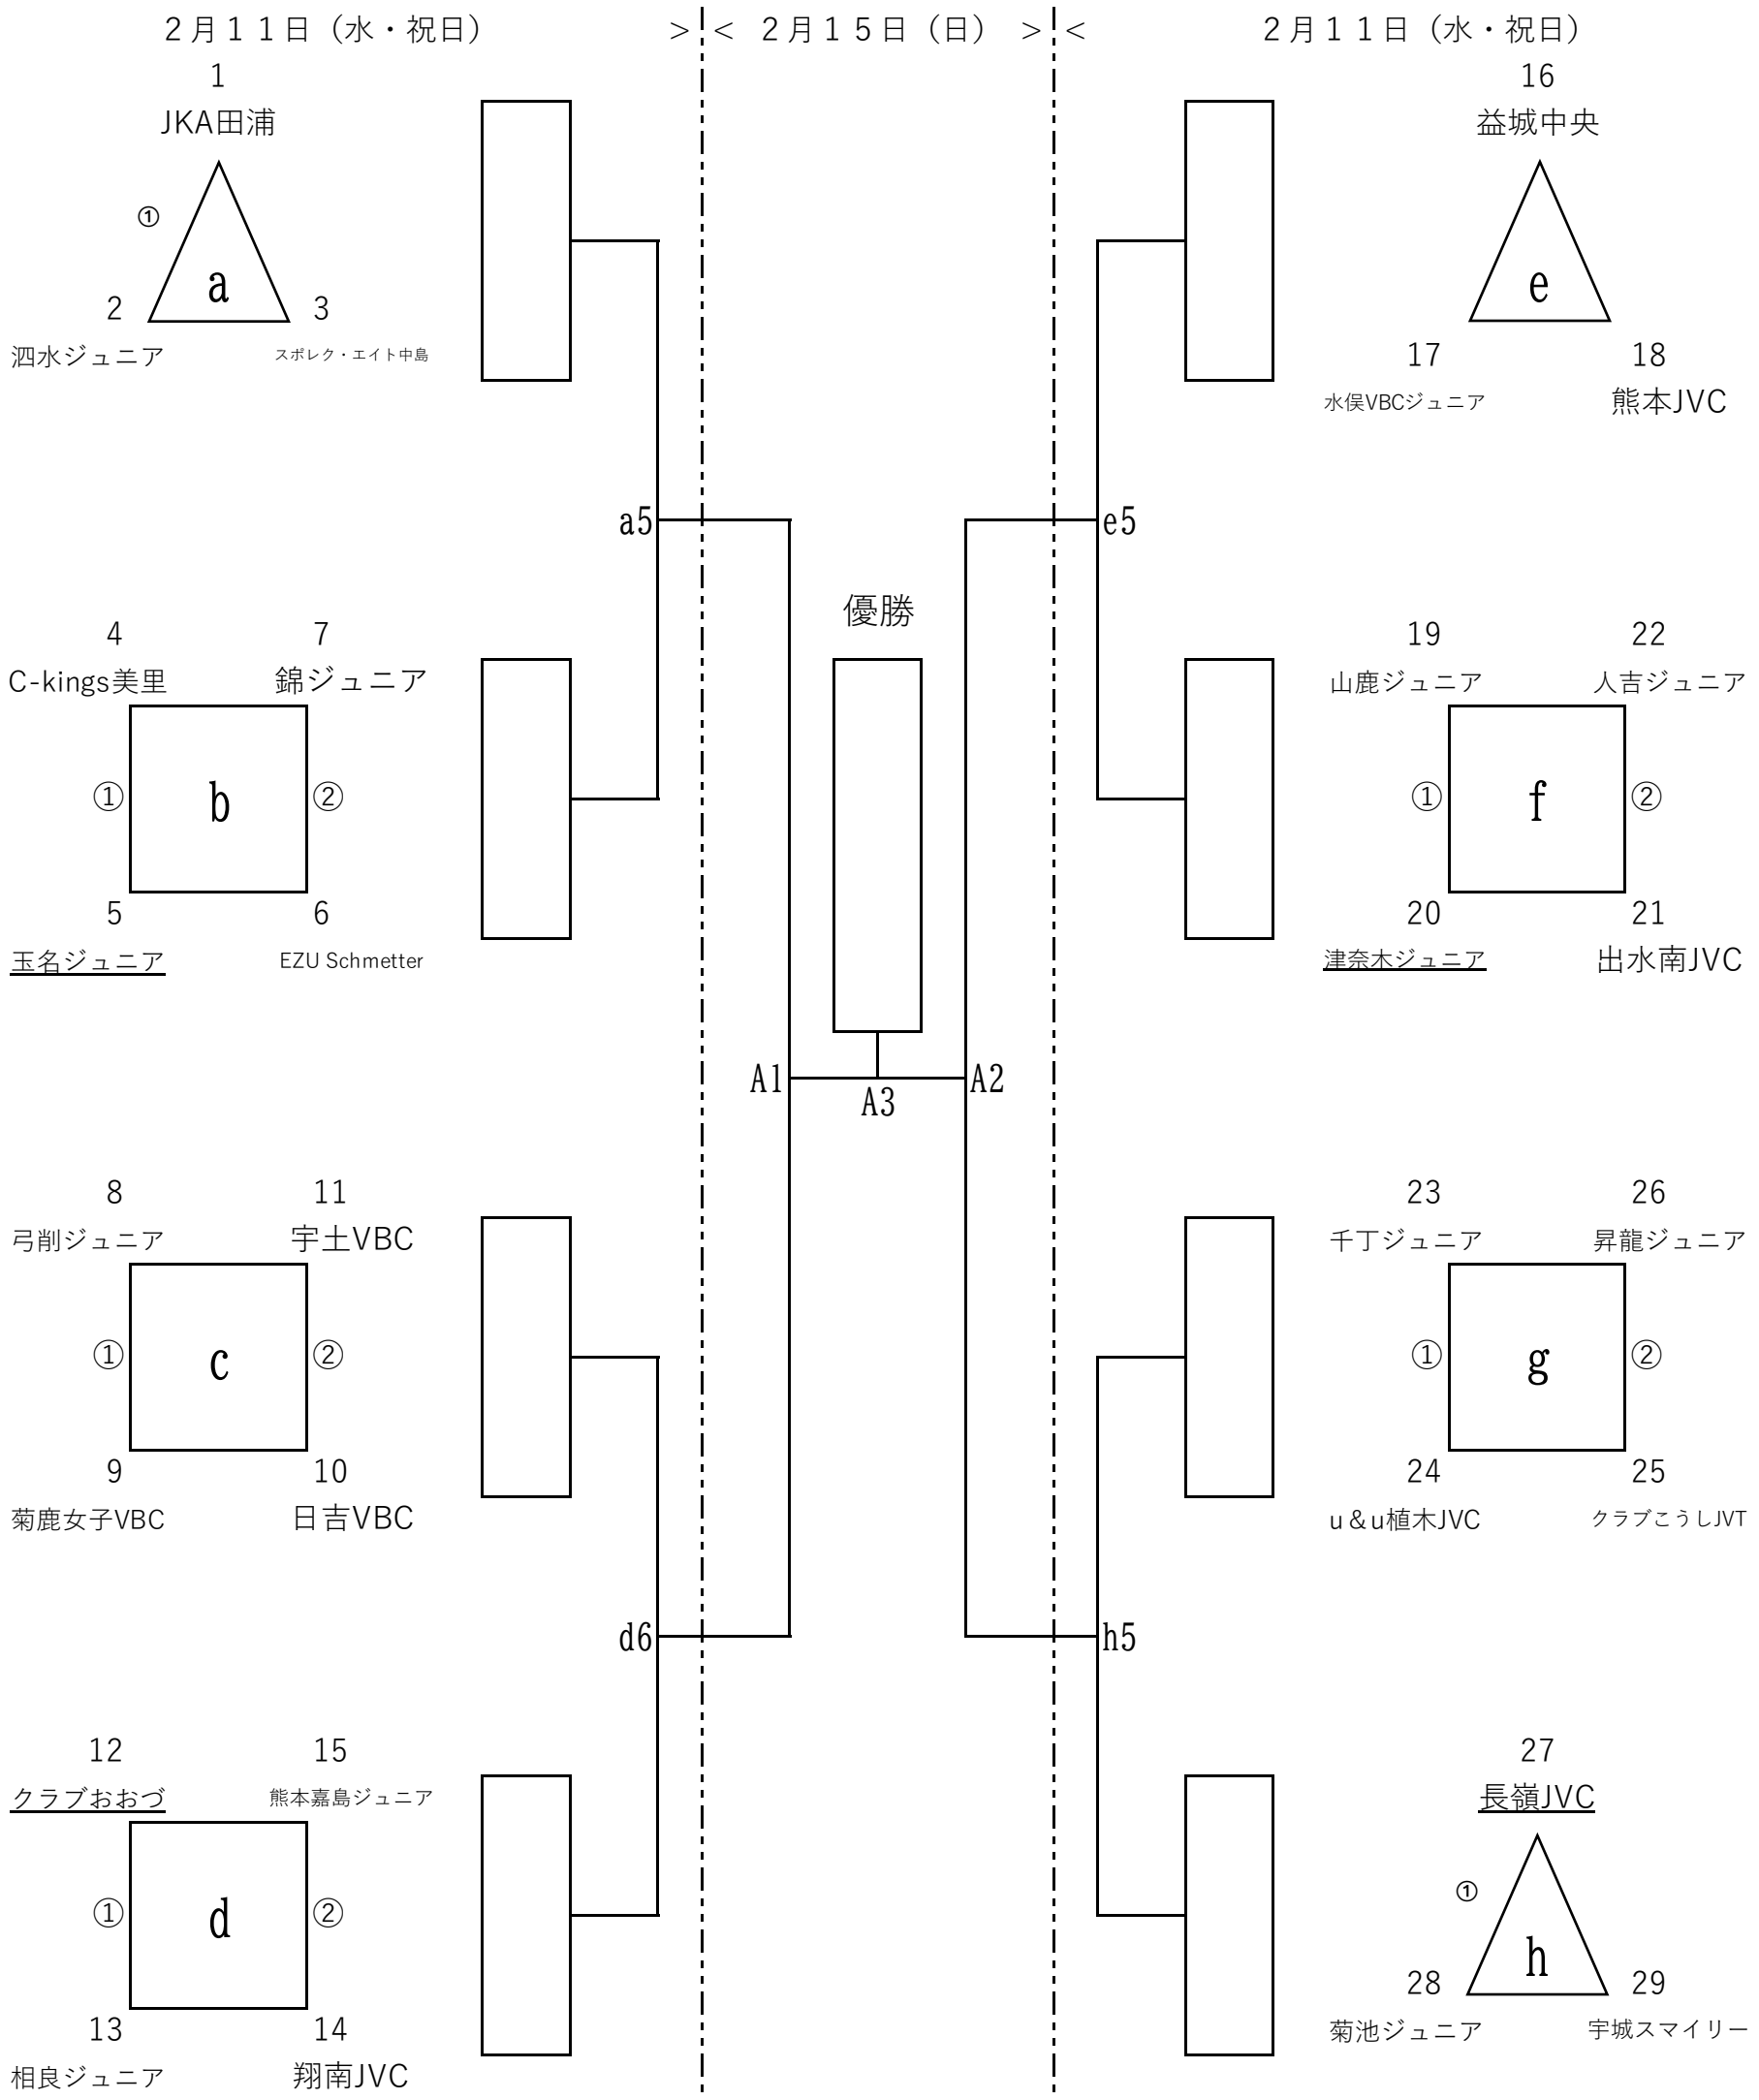 ２月１１日（水・祝日）　＞＜　２月１５日（日）　＞＜　２月１１日（水・祝日）
1
JKA田浦
①
a
2
3
泗水ジュニア
スポレク・エイト中島
4
7
C-kings美里
錦ジュニア
①
b
②
5
6
玉名ジュニア
EZU Schmetter
8
11
弓削ジュニア
宇土VBC
①
c
②
9
10
菊鹿女子VBC
日吉VBC
12
15
クラブおおづ
熊本嘉島ジュニア
①
d
②
13
14
相良ジュニア
翔南JVC
a5
d6
優勝
A1
A3
A2
e5
h5
16
益城中央
e
17
18
水俣VBCジュニア
熊本JVC
19
22
山鹿ジュニア
人吉ジュニア
①
f
②
20
21
津奈木ジュニア
出水南JVC
23
26
千丁ジュニア
昇龍ジュニア
①
g
②
24
25
u＆u植木JVC
クラブこうしJVT
27
長嶺JVC
①
h
28
29
菊池ジュニア
宇城スマイリー